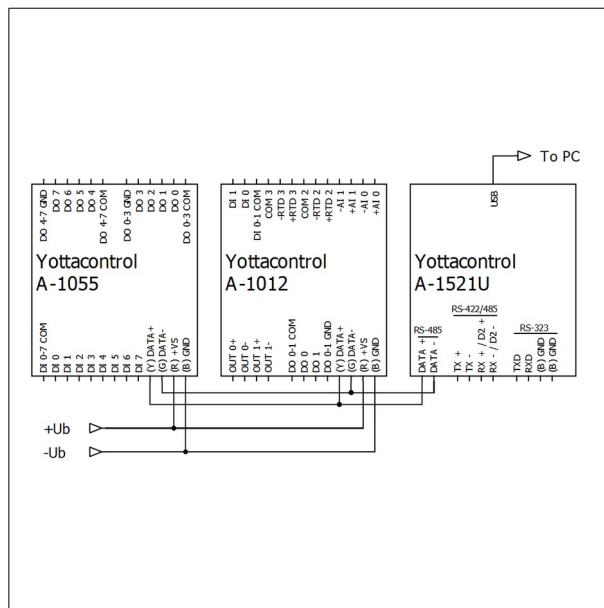 To PC
DO 4-7 GND
DO 7
DO 6
DO 5
DO 4
DO 4-7 COM
DO 0-3 GND
DO 3
DO 2
DO 1
DO 0
DO 0-3 COM
Yottacontrol
A-1055
DI 0-7 COM
DI 0
DI 1
DI 2
DI 3
DI 4
DI 5
DI 6
DI 7
(Y) DATA+
(G) DATA-
(R) +VS
(B) GND
DI 1
DI 0
DI 0-1 COM
COM 3
-RTD 3
+RTD 3
COM 2
-RTD 2
+RTD 2
-AI 1
+AI 1
-AI 0
+AI 0
Yottacontrol
A-1012
OUT 0+
OUT 0-
OUT 1+
OUT 1-
DO 0-1 COM
DO 0
DO 1
DO 0-1 GND
(Y) DATA+
(G) DATA-
(R) +VS
(B) GND
USB
Yottacontrol
A-1521U
RS-485
RS-422/485
RS-323
DATA +
DATA -
TX +
TX -
RX + / D2 +
RX - / D2 -
TXD
RXD
(B) GND
(B) GND
+Ub
-Ub